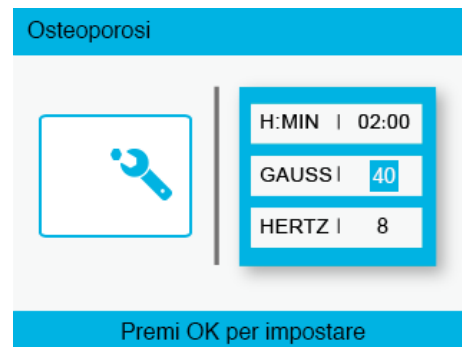 Osteoporosi
H:MIN | 02:00
GAUSS | 40
HERTZ | 8
Premi OK per impostare